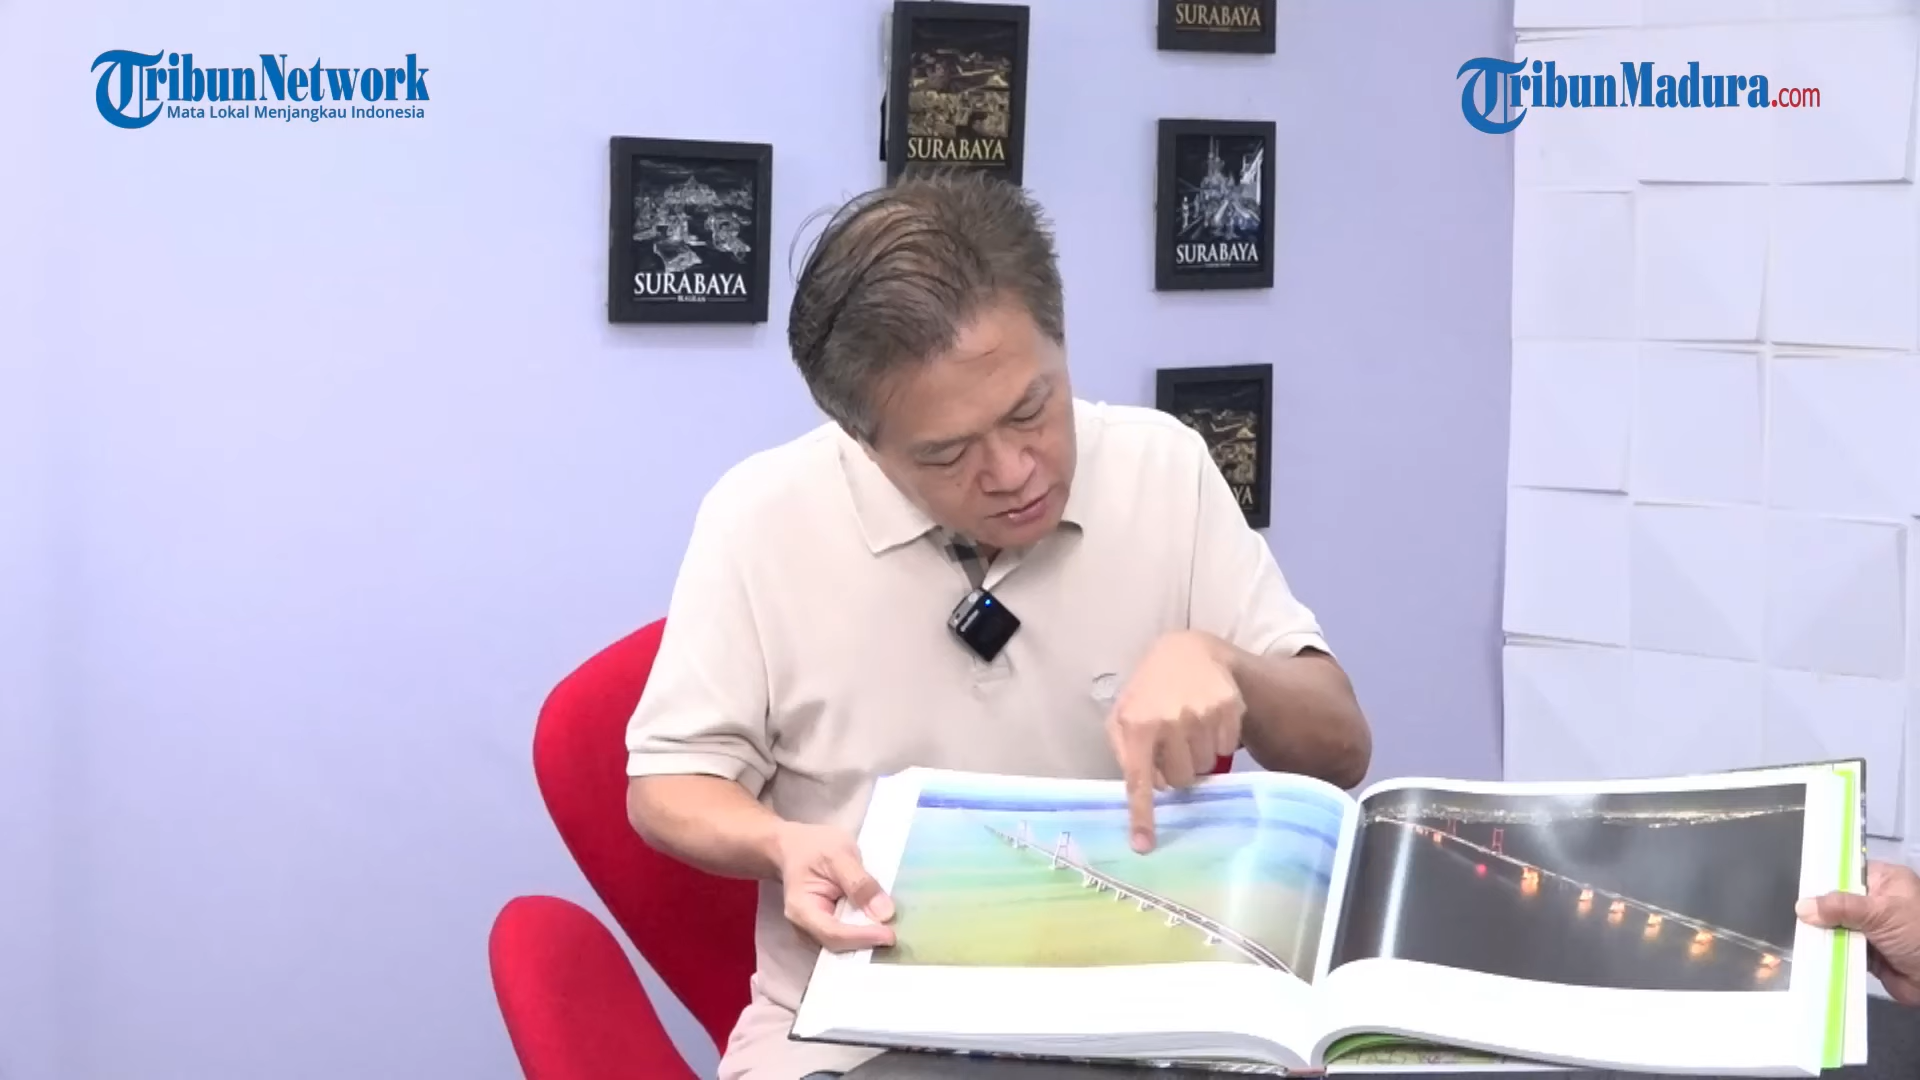 TribunNetwork
Mata Lokal Menjangkau Indonesia
TribunMadura.com
SURABAYA
SURABAYA
SURABAYA
SURABAYA